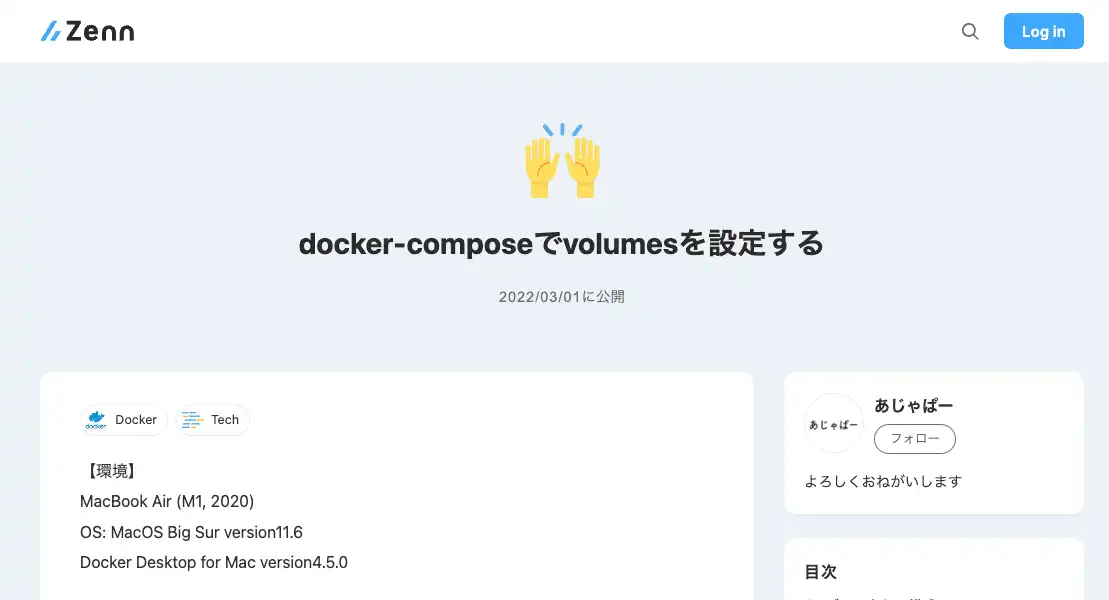 Zenn
Log in
docker-composeでvolumesを設定する
2022/03/01に公開
docker
Docker
Tech
【環境】
MacBook Air (M1, 2020)
OS: MacOS Big Sur version11.6
Docker Desktop for Mac version4.5.0
あじゃぱー
あじゃぱー
フォロー
よろしくおねがいします
目次